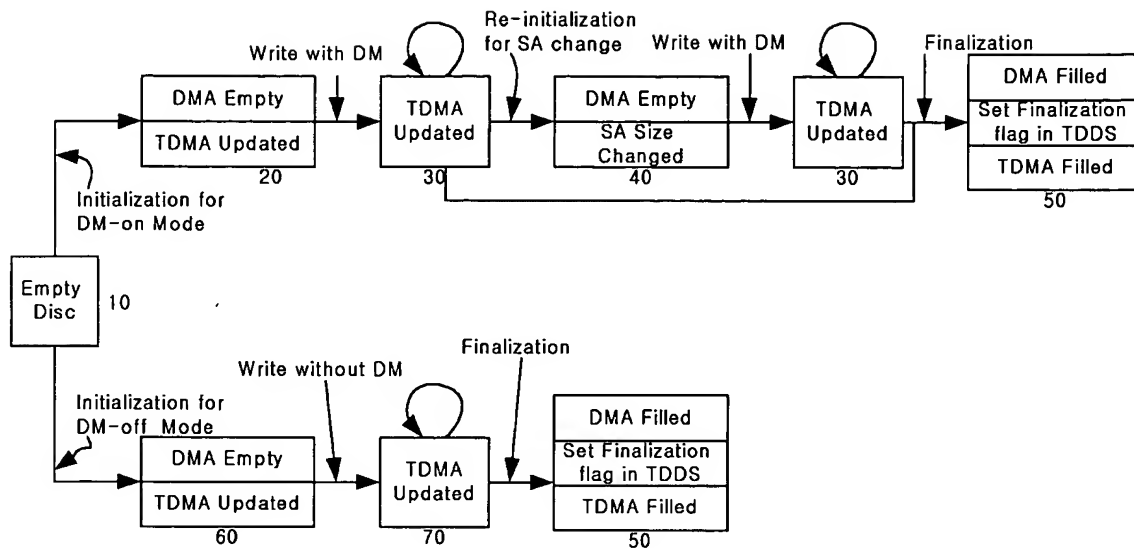 Re-initialization
for SA change
Write with DM
Write with DM
Finalization
DMA Empty
TDMA Updated
20
TDMA
Updated
30
DMA Empty
SA Size
Changed
40
TDMA
Updated
30
DMA Filled
Set Finalization
flag in TDDS
TDMA Filled
50
Initialization for
DM-on Mode
Empty
Disc
10
Initialization for
DM-off Mode
Write without DM
Finalization
DMA Empty
TDMA Updated
60
TDMA
Updated
70
DMA Filled
Set Finalization
flag in TDDS
TDMA Filled
50